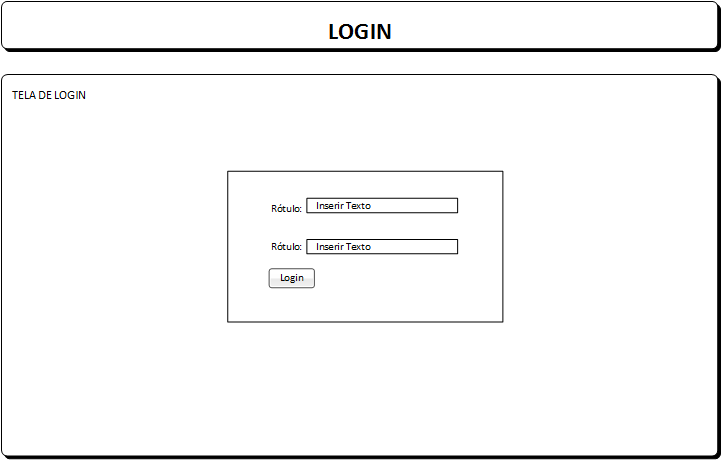 LOGIN
TELA DE LOGIN
Rótulo: Inserir Texto
Rótulo: Inserir Texto
Login